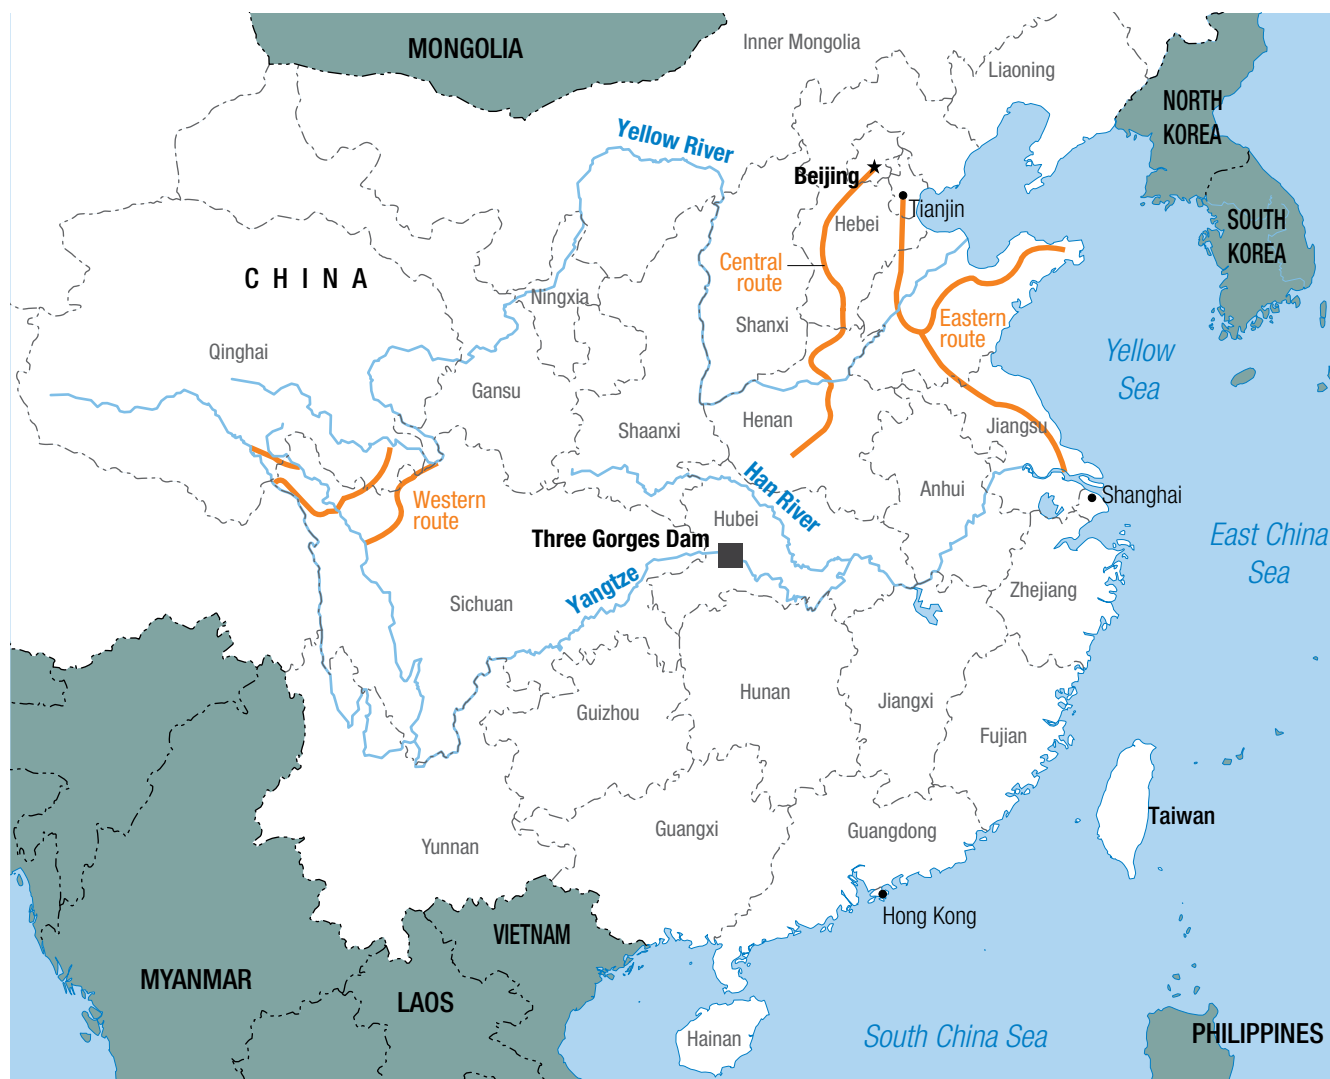 Inner Mongolia
MONGOLIA
Liaoning
NORTH
KOREA
Yellow River
Beijing
Tianjin
Hebei
SOUTH
KOREA
CHINA
Central
route
Ningxia
Shanxi
Eastern
route
Qinghai
Yellow
Sea
Gansu
Henan
Shaanxi
Jiangsu
Han River
Anhui
Shanghai
Western
route
Hubei
Three Gorges Dam
East China
Sea
Yangtze
Sichuan
Zhejiang
Hunan
Jiangxi
Guizhou
Fujian
Taiwan
Guangxi
Guangdong
Yunnan
Hong Kong
VIETNAM
MYANMAR
LAOS
Hainan
South China Sea
PHILIPPINES